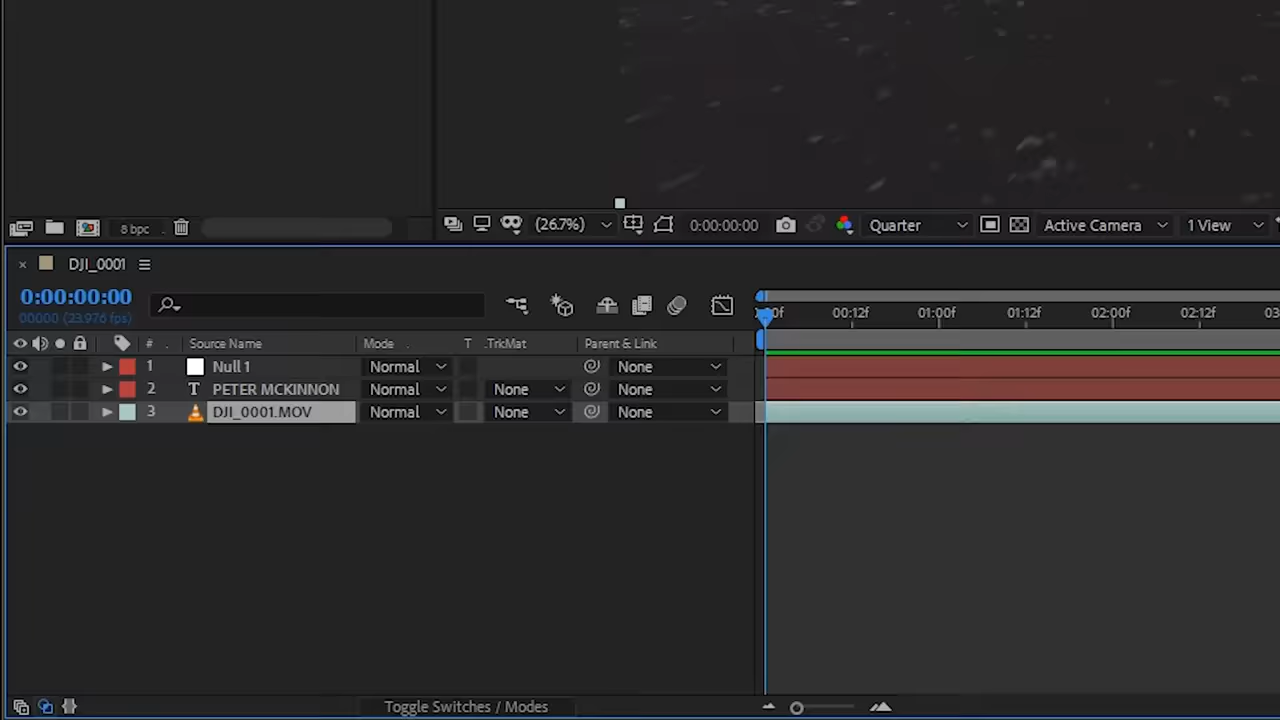 8 bpc
(26.7%) 0:00:00:00 Quarter Active Camera 1 View
× DJI_0001
0:00:00:00
00000 (23.976 fps)
00:12f 01:00f 01:12f 02:00f 02:12f
# Source Name Mode T .TrkMat Parent & Link
1 Null 1 Normal None
2 T PETER MCKINNON Normal None None
3 DJI_0001.MOV Normal None None
Toggle Switches / Modes